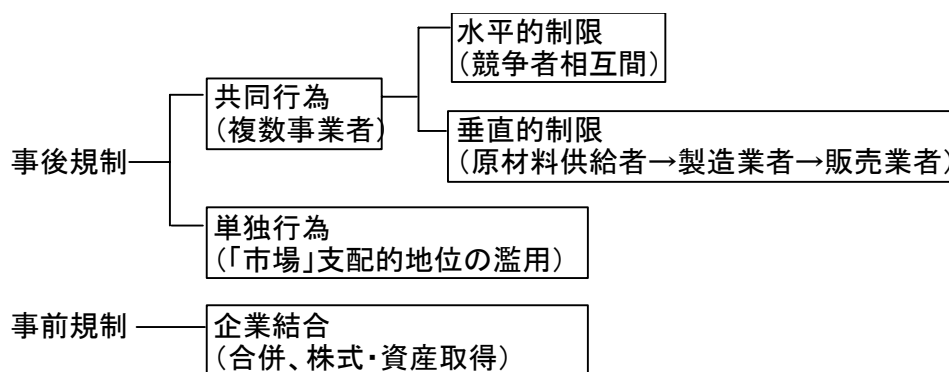 水平的制限
(競争者相互間)
共同行為
(複数事業者)
垂直的制限
(原材料供給者→製造業者→販売業者)
事後規制
単独行為
(「市場」支配的地位の濫用)
事前規制
企業結合
(合併、株式・資産取得)